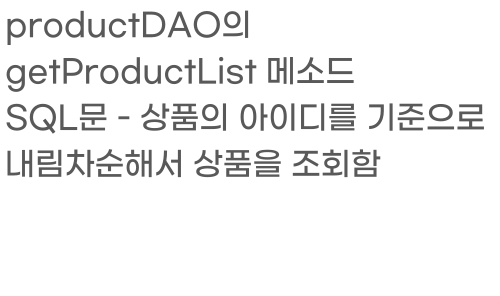 productDAO의
getProductList 메소드
SQL문 - 상품의 아이디를 기준으로
내림차순해서 상품을 조회함